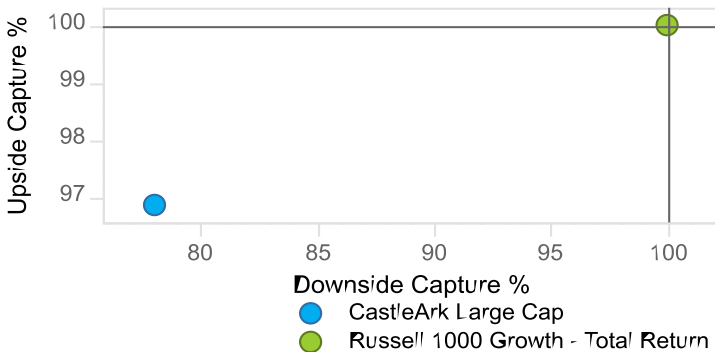 Upside Capture %
100
99
98
97
80 85 90 95 100
Downside Capture %
CastleArk Large Cap
Russell 1000 Growth - Total Return